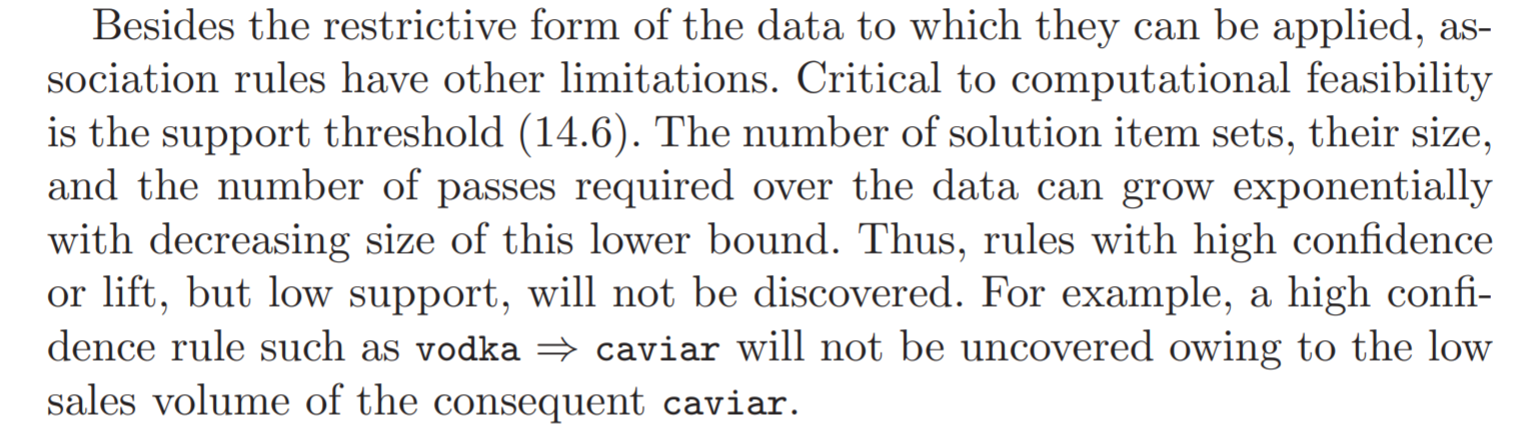 Besides the restrictive form of the data to which they can be applied, as-
sociation rules have other limitations. Critical to computational feasibility
is the support threshold (14.6). The number of solution item sets, their size,
and the number of passes required over the data can grow exponentially
with decreasing size of this lower bound. Thus, rules with high confidence
or lift, but low support, will not be discovered. For example, a high confi-
dence rule such as vodka ⇒ caviar will not be uncovered owing to the low
sales volume of the consequent caviar.